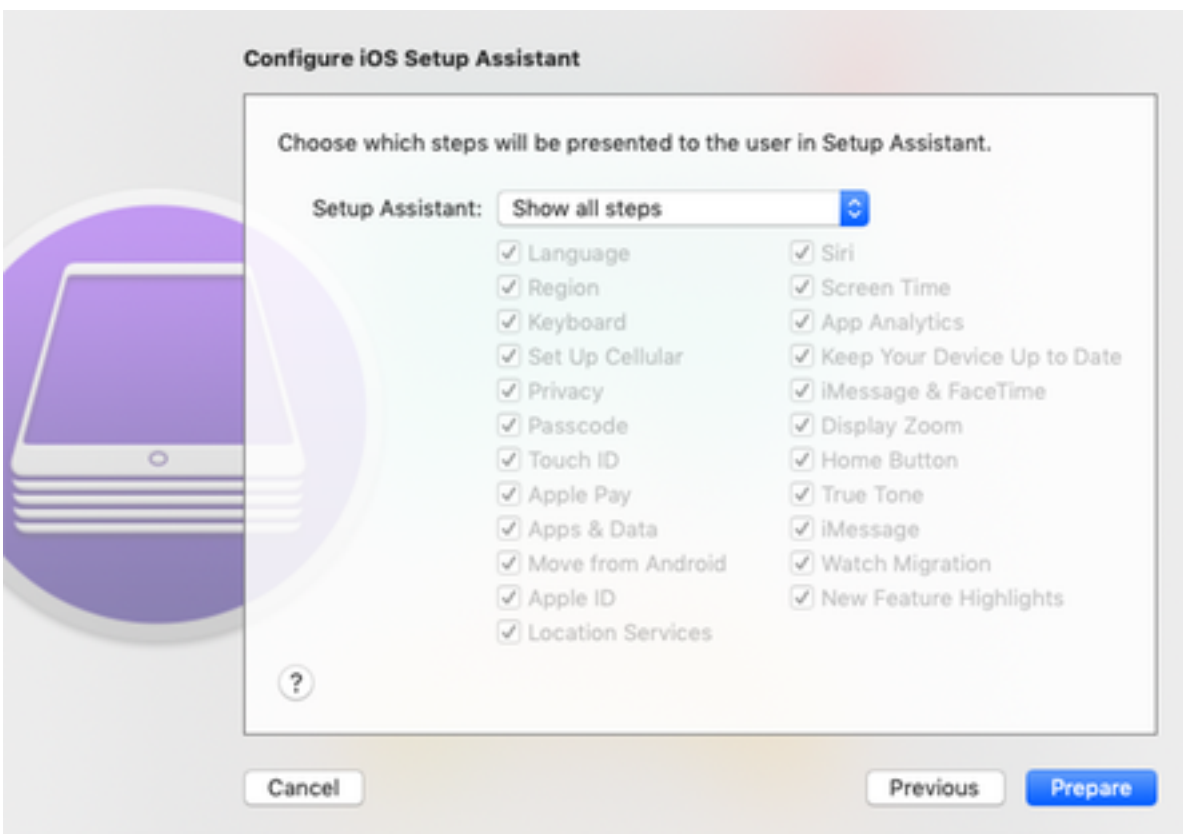 Configure iOS Setup Assistant
Choose which steps will be presented to the user in Setup Assistant.
Setup Assistant: Show all steps
Language
Region
Keyboard
Set Up Cellular
Privacy
Passcode
Touch ID
Apple Pay
Apps & Data
Move from Android
Apple ID
Location Services
Siri
Screen Time
App Analytics
Keep Your Device Up to Date
iMessage & FaceTime
Display Zoom
Home Button
True Tone
iMessage
Watch Migration
New Feature Highlights
?
Cancel
Previous
Prepare